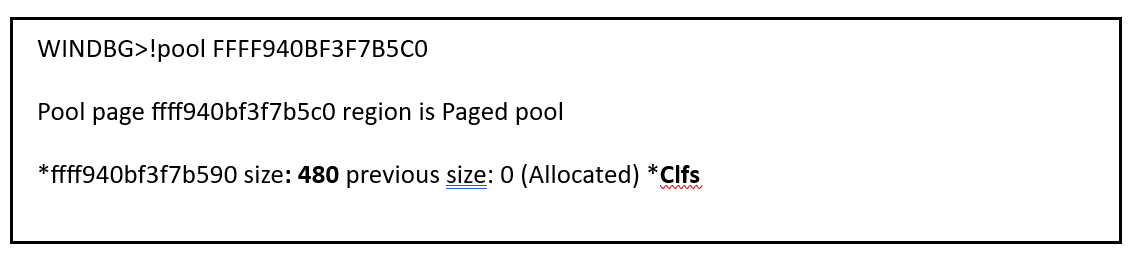 WINDBG>!pool FFFF940BF3F7B5C0
Pool page ffff940bf3f7b5c0 region is Paged pool
*ffff940bf3f7b590 size: 480 previous size: 0 (Allocated) *Clfs